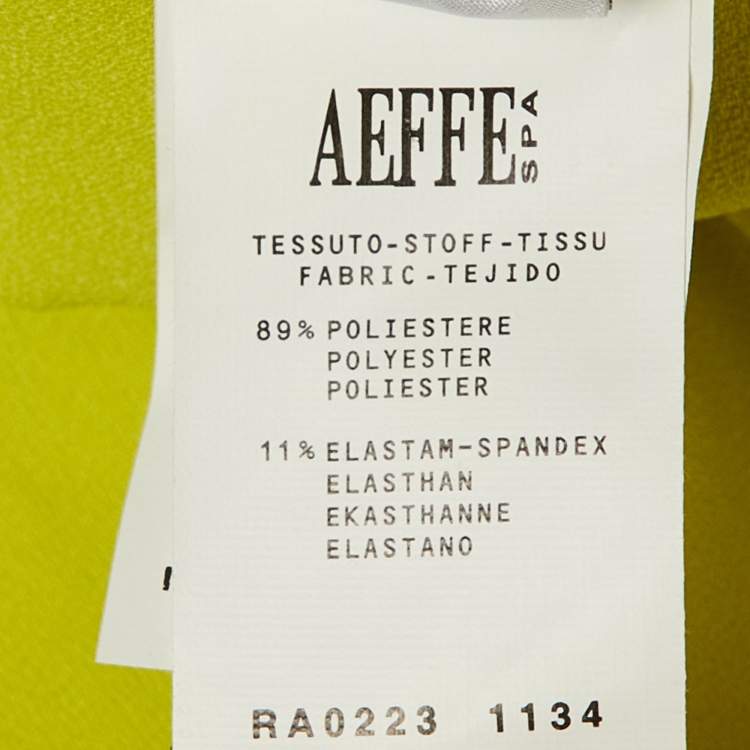 AEFFE SPA
TESSUTO-STOFF-TISSU
FABRIC-TEJIDO
89% POLIESTERE
POLYESTER
POLIESTER
11% ELASTAM-SPANDEX
ELASTHAN
EKASTHANNE
ELASTANO
RA0223 1134